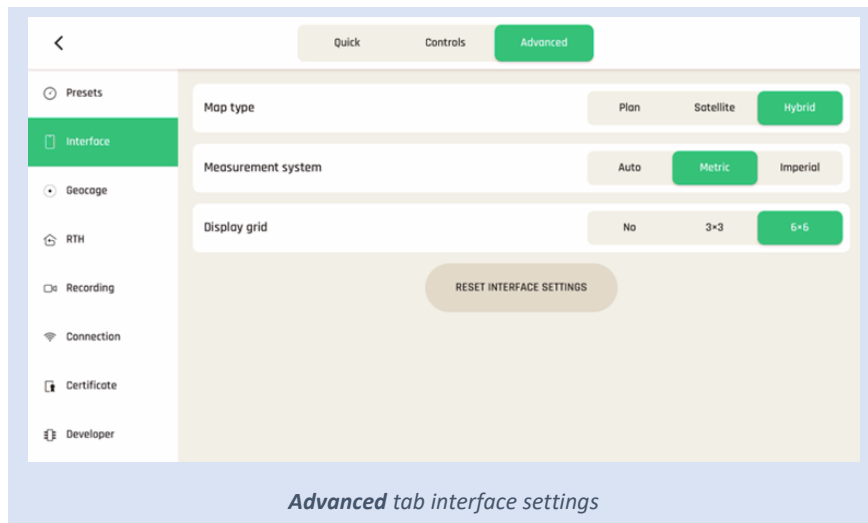 Quick Controls Advanced
Presets
Interface
Geocage
RTH
Recording
Connection
Certificate
Developer
Map type Plan Satellite Hybrid
Measurement system Auto Metric Imperial
Display grid No 3×3 6×6
RESET INTERFACE SETTINGS
Advanced tab interface settings